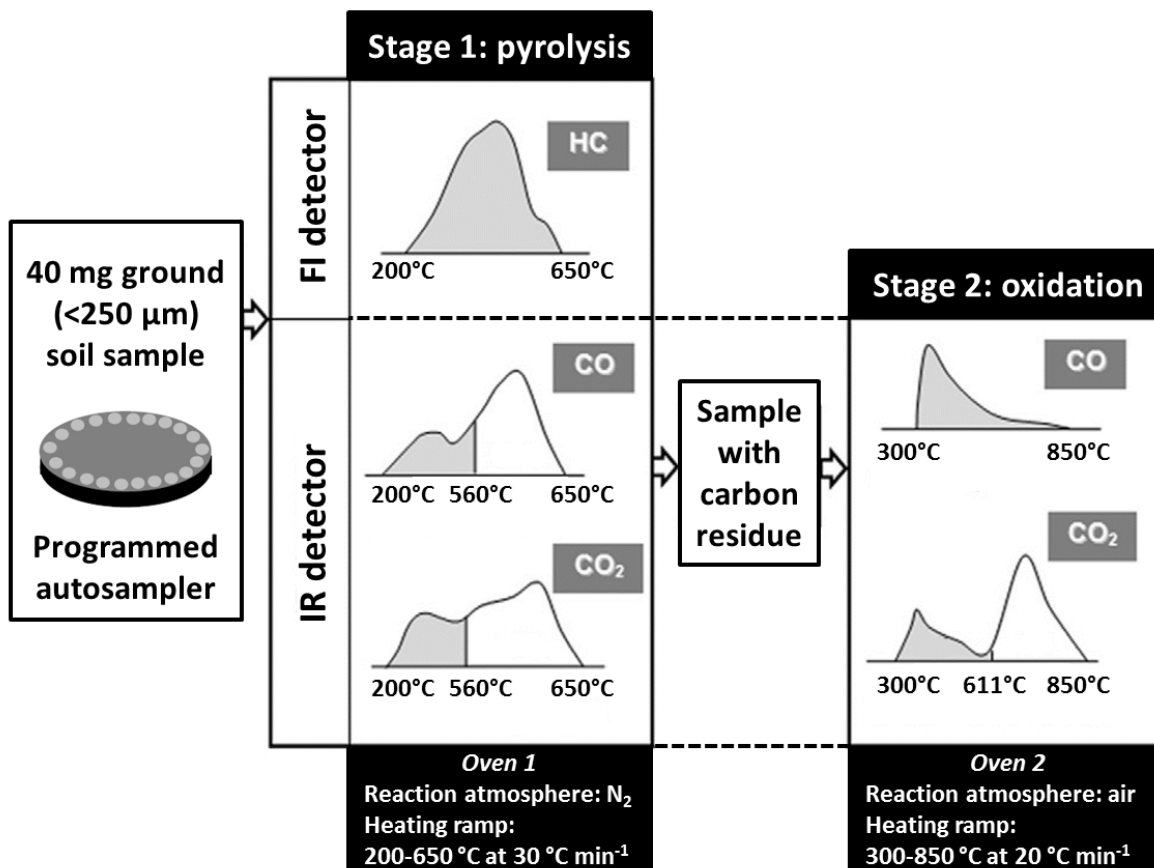 40 mg ground
(<250 µm)
soil sample
Programmed
autosampler
Stage 1: pyrolysis
FI detector
HC
200°C 650°C
IR detector
CO
200°C 560°C 650°C
CO₂
200°C 560°C 650°C
Oven 1
Reaction atmosphere: N₂
Heating ramp:
200-650 °C at 30 °C min⁻¹
Sample
with
carbon
residue
Stage 2: oxidation
CO
300°C 850°C
CO₂
300°C 611°C 850°C
Oven 2
Reaction atmosphere: air
Heating ramp:
300-850 °C at 20 °C min⁻¹